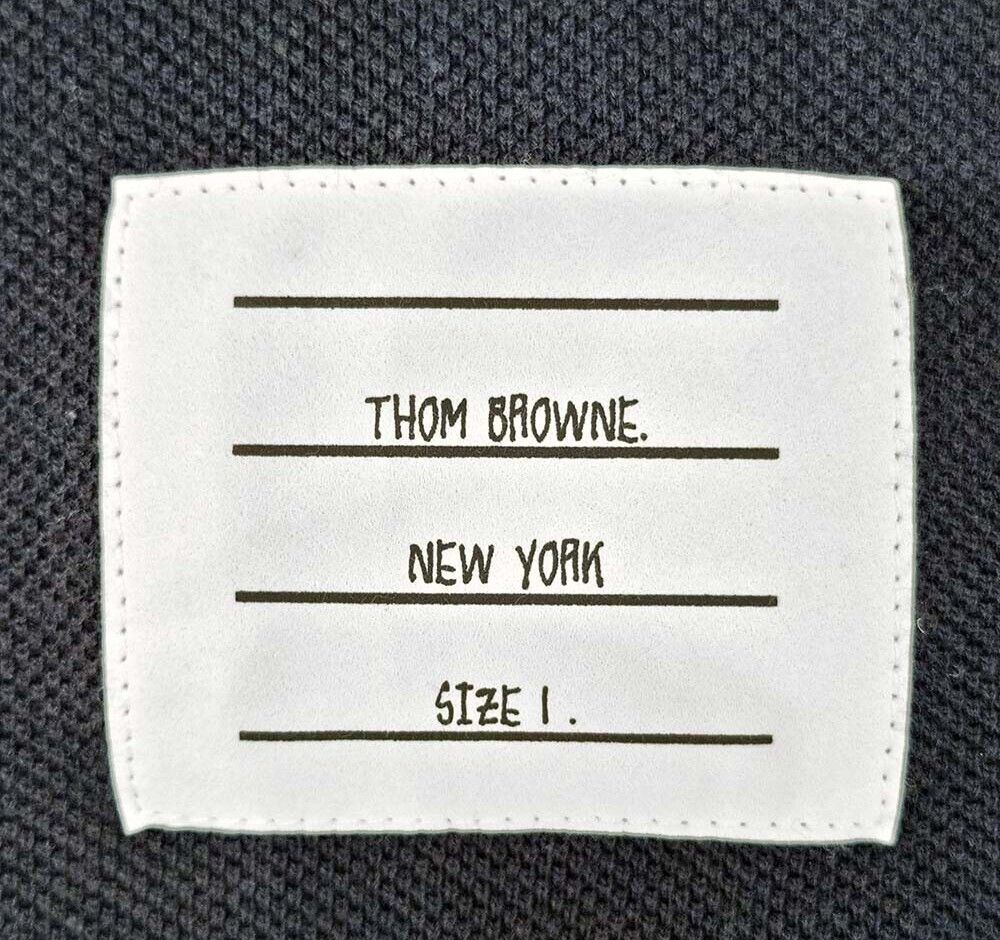 THOM BROWNE.
NEW YORK
SIZE 1.